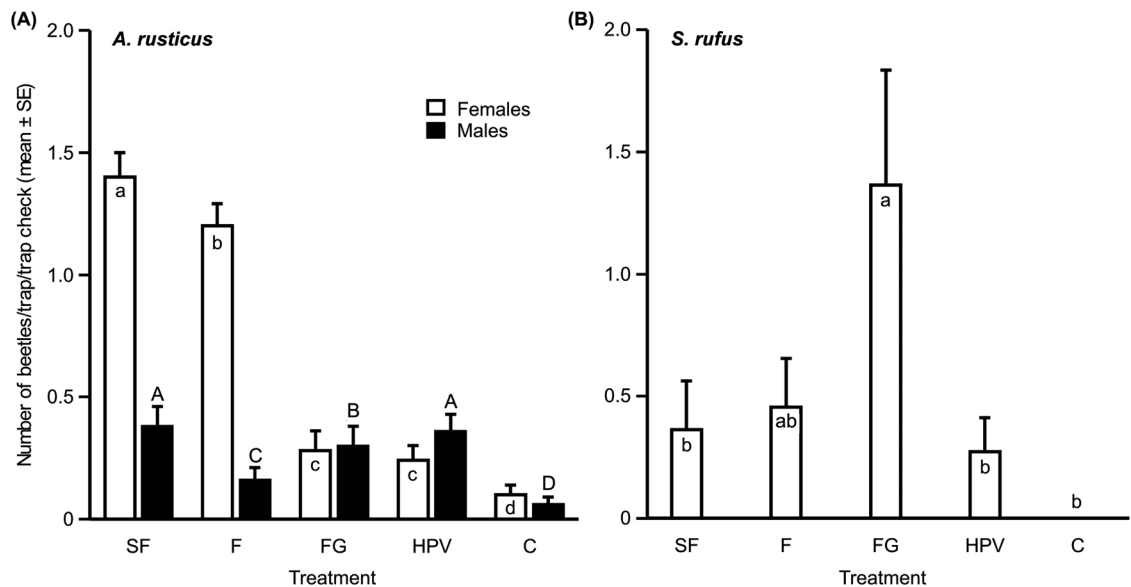 (A)
A. rusticus
Number of beetles/trap/trap check (mean ± SE)
2.0
1.5
1.0
0.5
0
Females
Males
a
A
b
C
c
B
c
A
d
D
SF
F
FG
HPV
C
Treatment
(B)
S. rufus
2.0
1.5
1.0
0.5
0
b
ab
a
b
b
SF
F
FG
HPV
C
Treatment